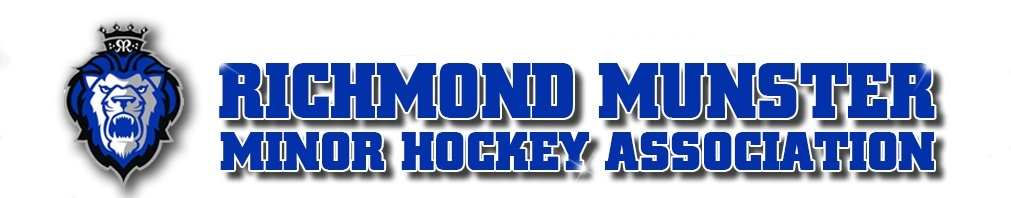 RICHMOND MUNSTER
MINOR HOCKEY ASSOCIATION